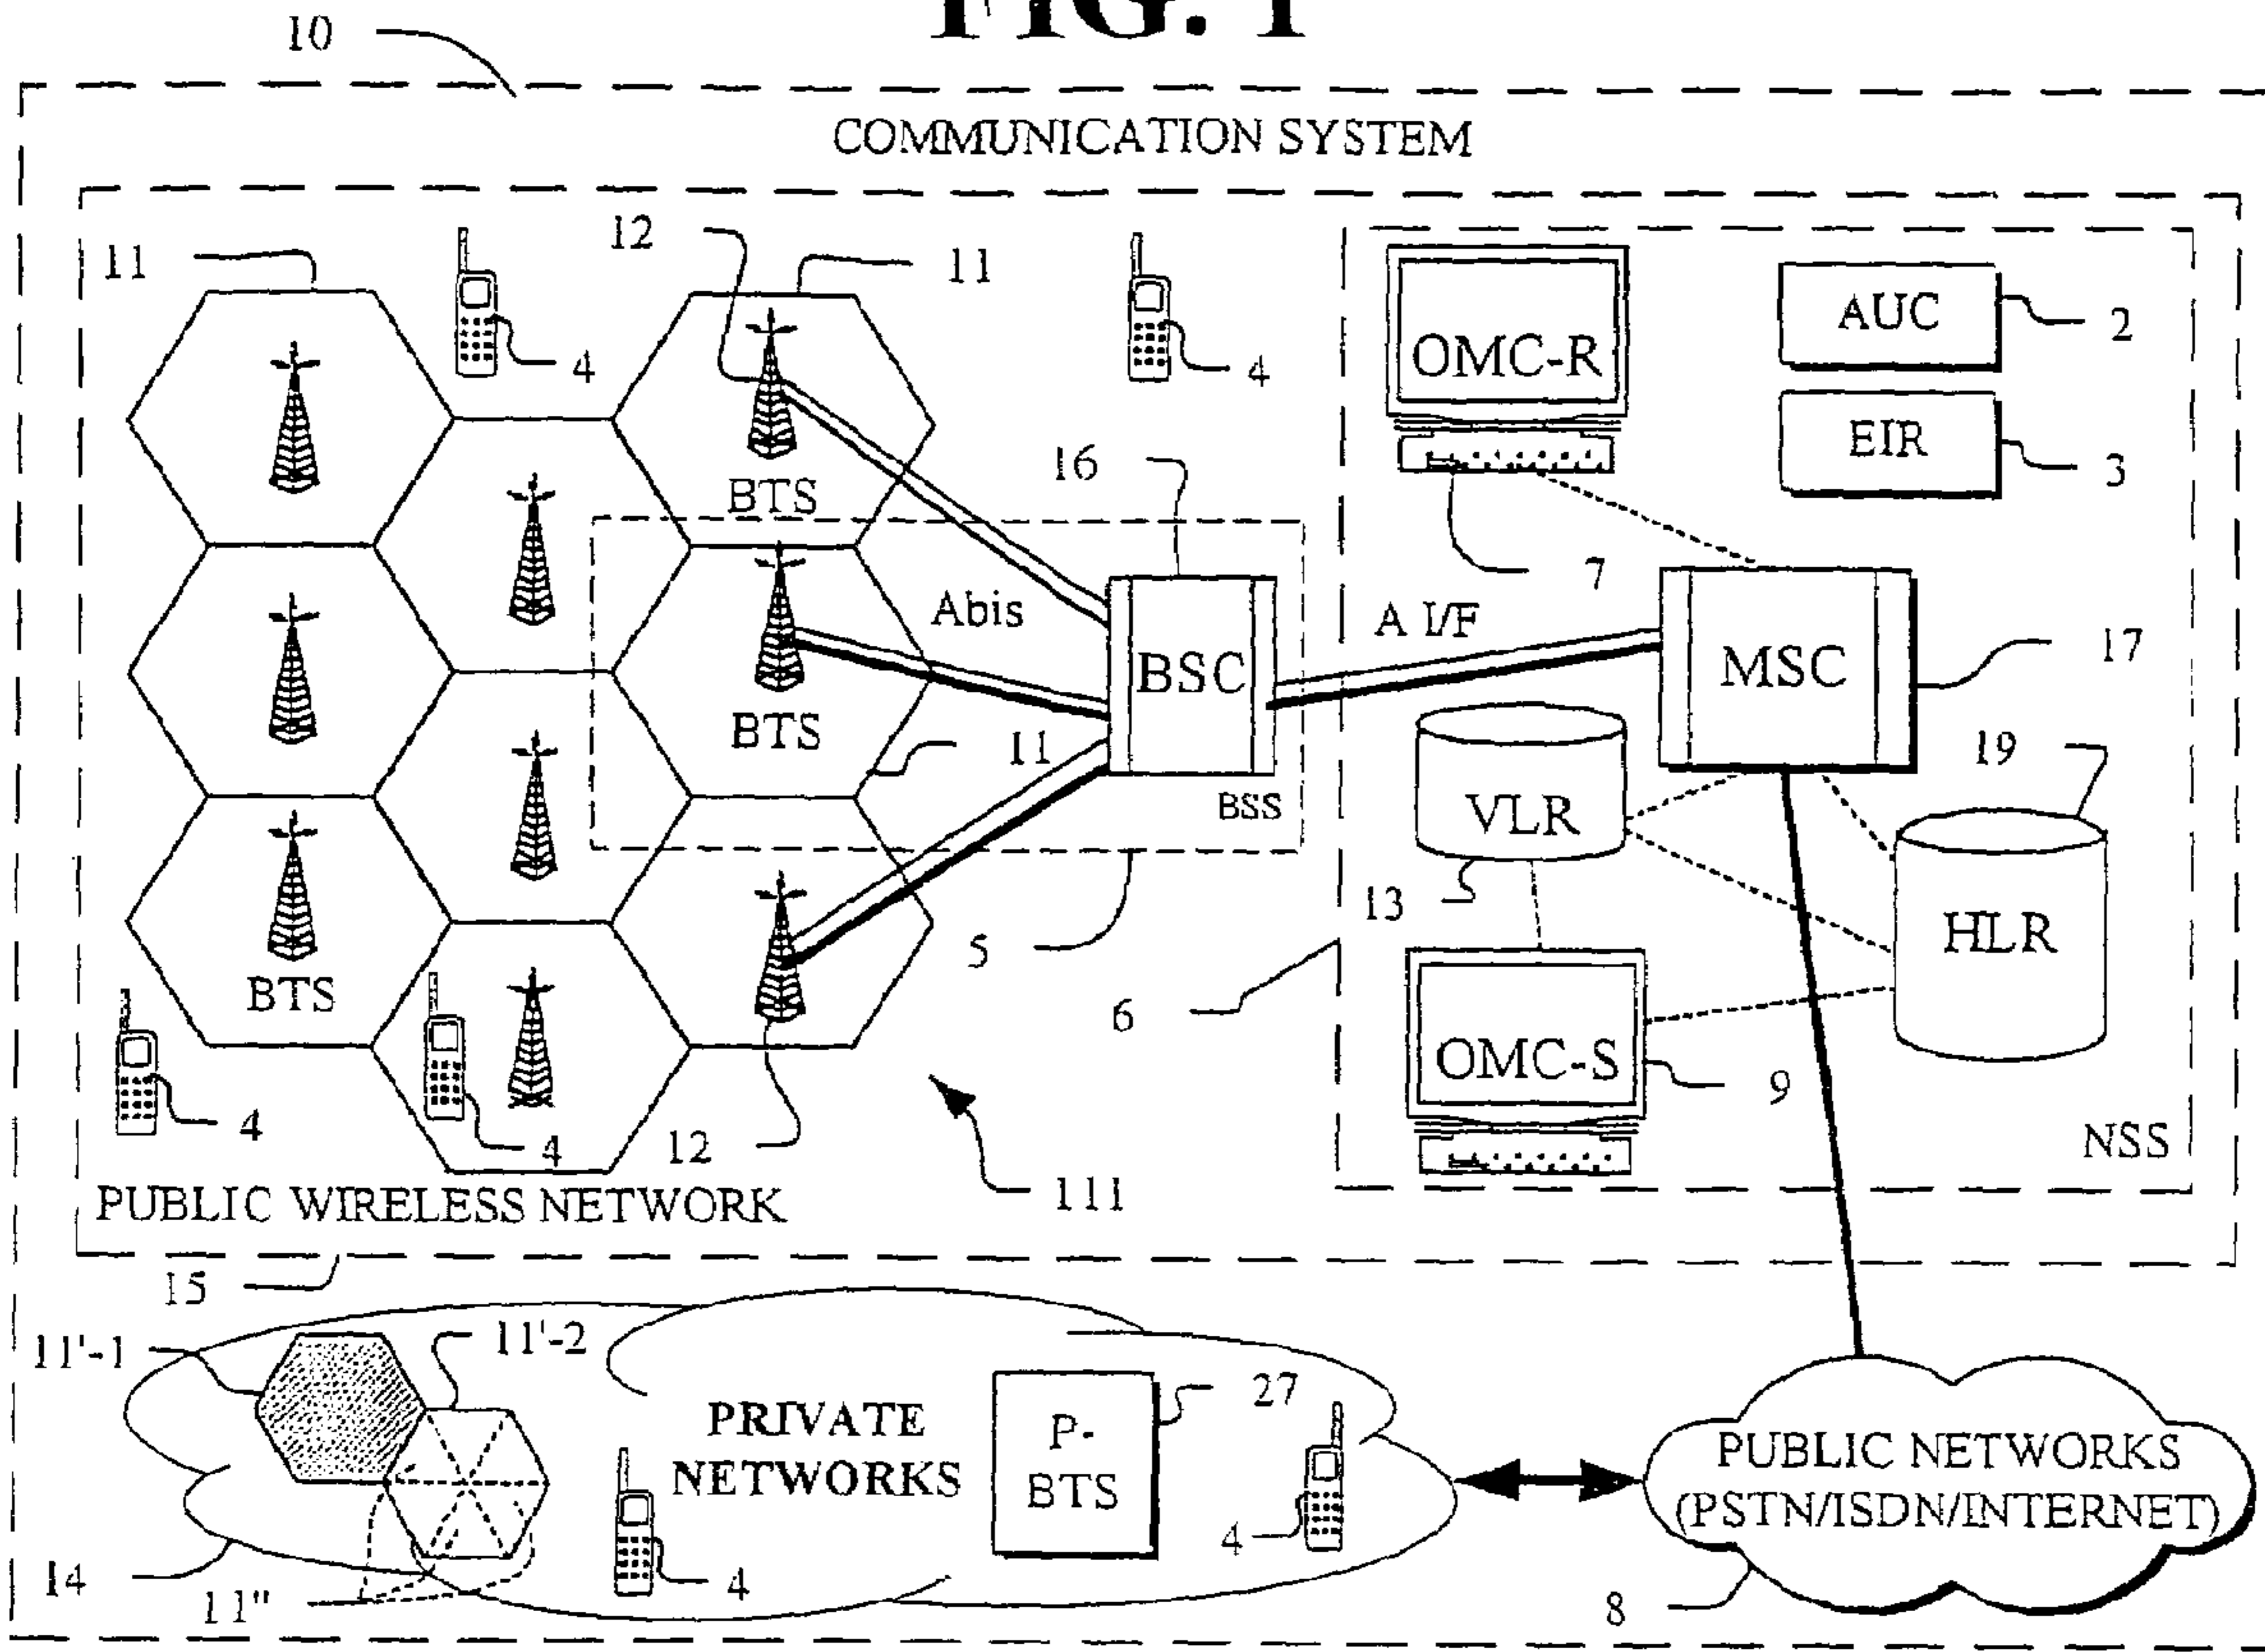 FIG. 1
10
COMMUNICATION SYSTEM
11
4
12
11
4
OMC-R
7
AUC
2
EIR
3
BTS
16
Abis
BSC
A I/F
MSC
17
BTS
11
BSS
5
VLR
13
19
HLR
6
OMC-S
9
NSS
BTS
4
4
12
111
PUBLIC WIRELESS NETWORK
15
11'-1
11'-2
PRIVATE
NETWORKS
P-
BTS
27
4
4
14
11"
PUBLIC NETWORKS
(PSTN/ISDN/INTERNET)
8